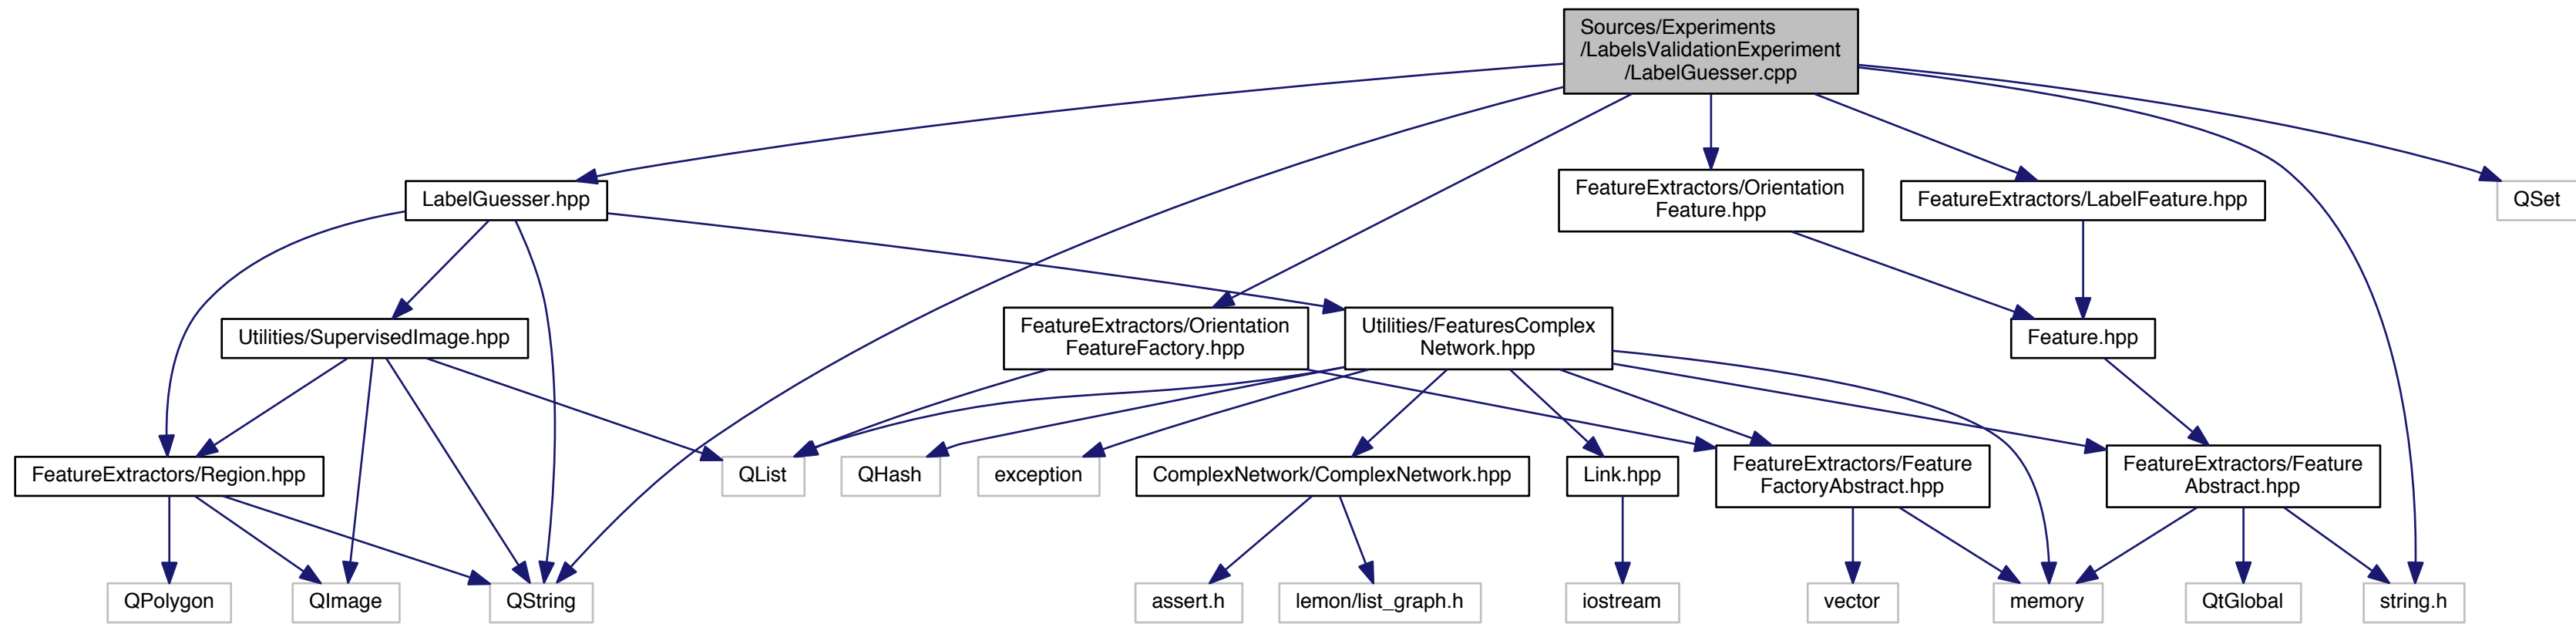 Sources/Experiments
/LabelsValidationExperiment
/LabelGuesser.cpp
LabelGuesser.hpp
FeatureExtractors/Orientation
Feature.hpp
FeatureExtractors/LabelFeature.hpp
QSet
Utilities/SupervisedImage.hpp
FeatureExtractors/Orientation
FeatureFactory.hpp
Utilities/FeaturesComplex
Network.hpp
Feature.hpp
FeatureExtractors/Region.hpp
QList
QHash
exception
ComplexNetwork/ComplexNetwork.hpp
Link.hpp
FeatureExtractors/Feature
FactoryAbstract.hpp
FeatureExtractors/Feature
Abstract.hpp
QPolygon
QImage
QString
assert.h
lemon/list_graph.h
iostream
vector
memory
QtGlobal
string.h